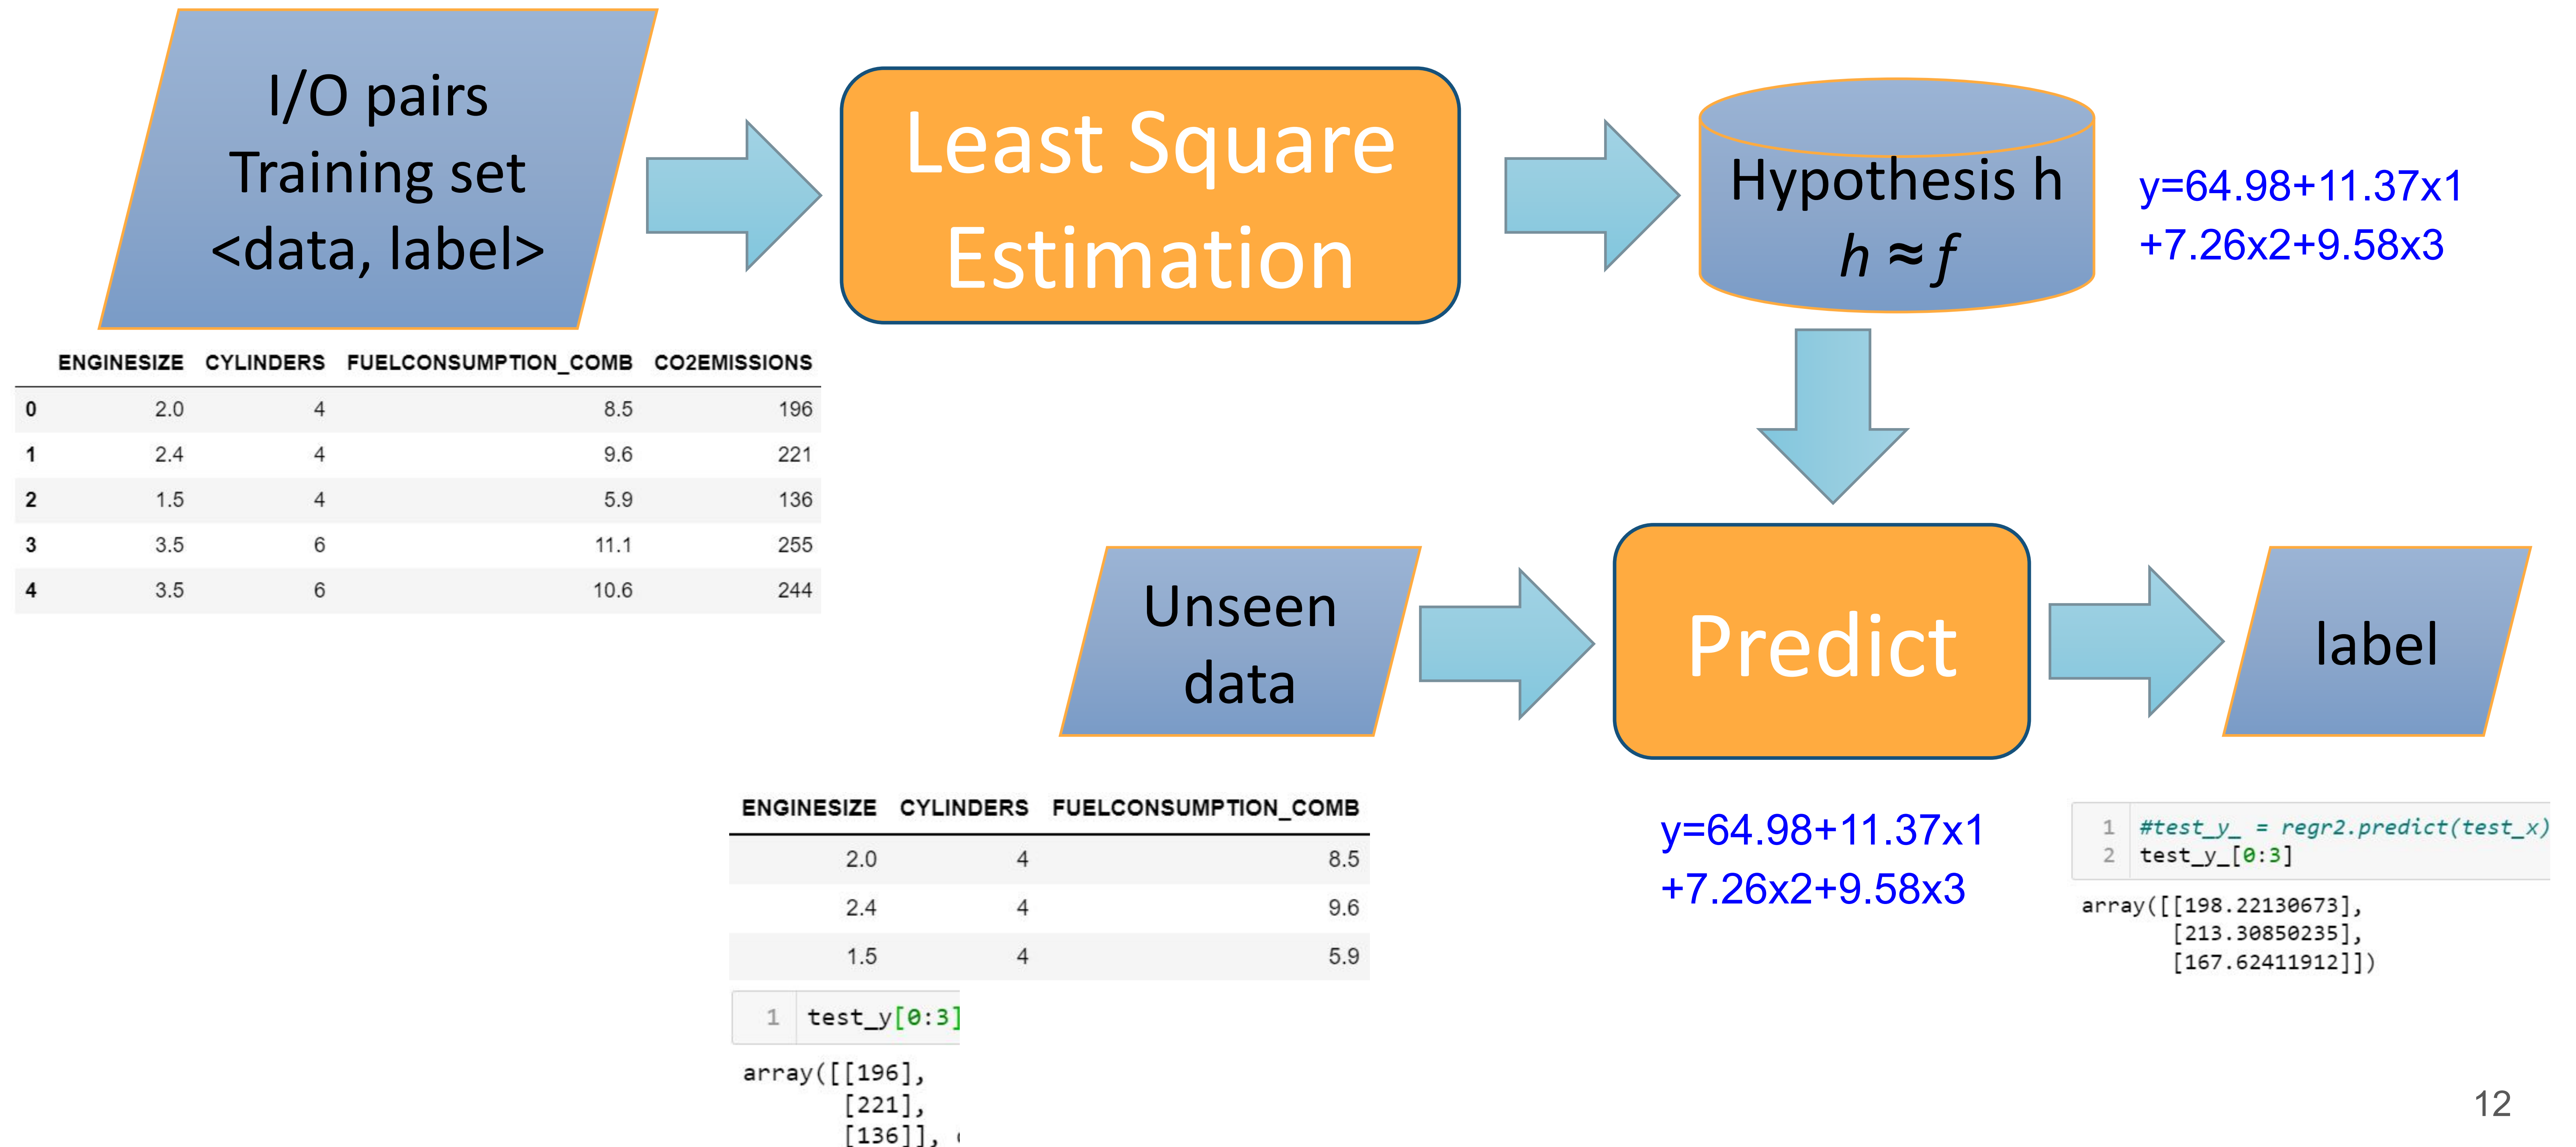 I/O pairs
Training set
<data, label>
Least Square
Estimation
Hypothesis h
h ≈ f
y=64.98+11.37x1
+7.26x2+9.58x3
ENGINESIZE CYLINDERS FUELCONSUMPTION_COMB CO2EMISSIONS
0 2.0 4 8.5 196
1 2.4 4 9.6 221
2 1.5 4 5.9 136
3 3.5 6 11.1 255
4 3.5 6 10.6 244
Unseen
data
Predict
label
ENGINESIZE CYLINDERS FUELCONSUMPTION_COMB
2.0 4 8.5
2.4 4 9.6
1.5 4 5.9
1 test_y[0:3]
array([[196],
[221],
[136]],
y=64.98+11.37x1
+7.26x2+9.58x3
1 #test_y_ = regr2.predict(test_x)
2 test_y_[0:3]
array([[198.22130673],
[213.30850235],
[167.62411912]])
12